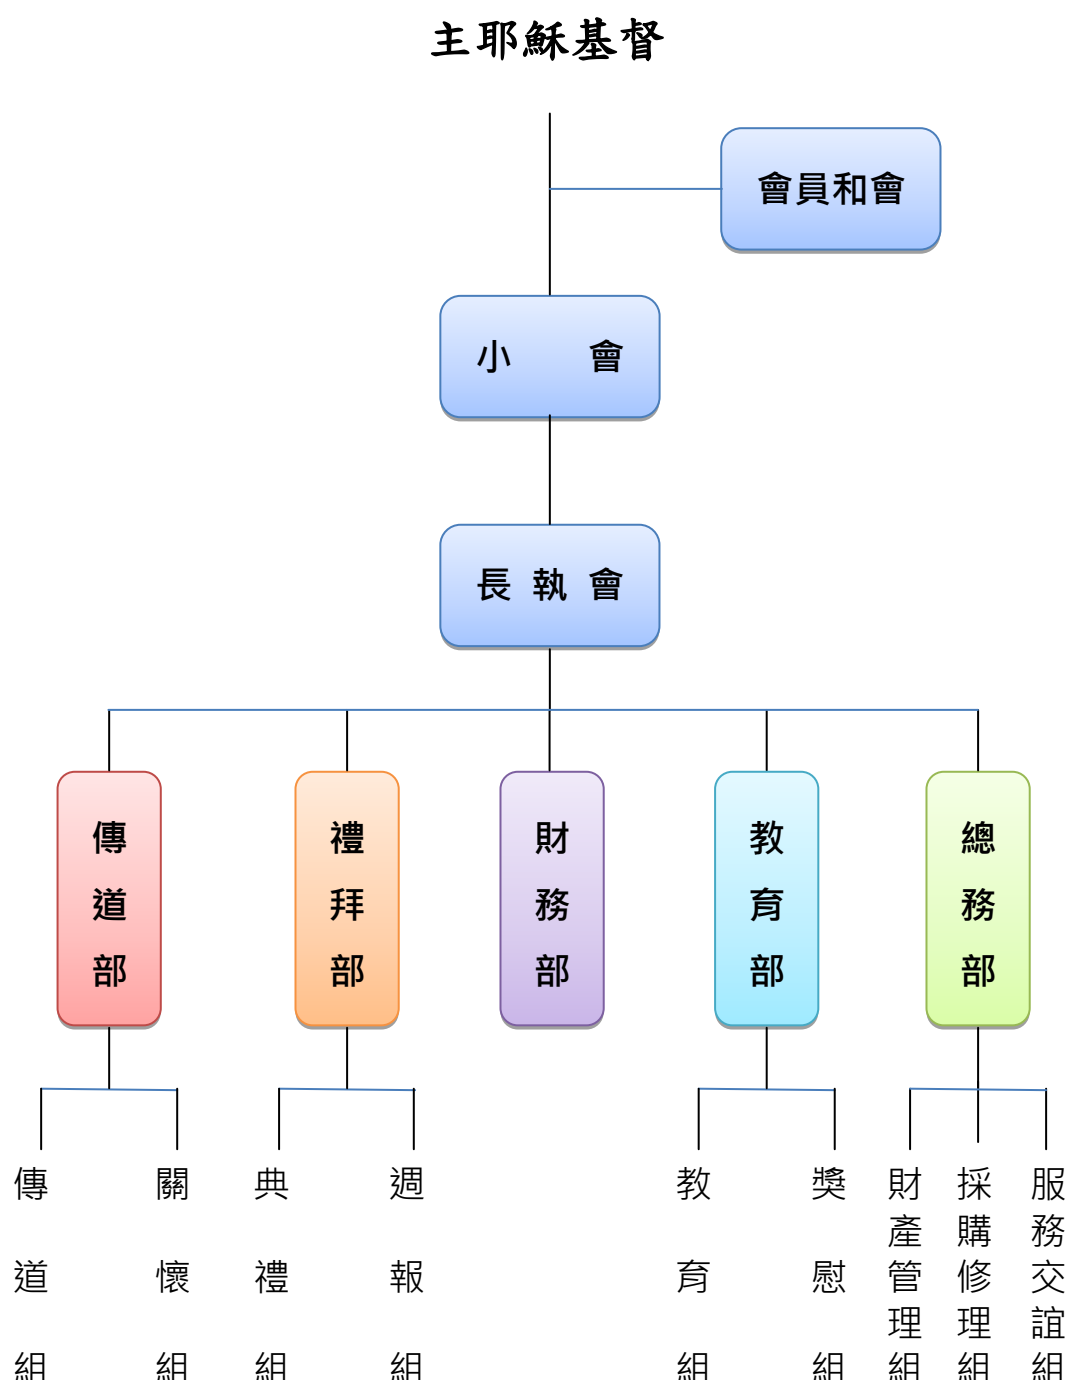 主耶穌基督
會員和會
小　　會
長 執 會
傳道部
禮拜部
財務部
教育部
總務部
傳道組
關懷組
典禮組
週報組
教育組
獎慰組
財產管理組
採購修理組
服務交誼組